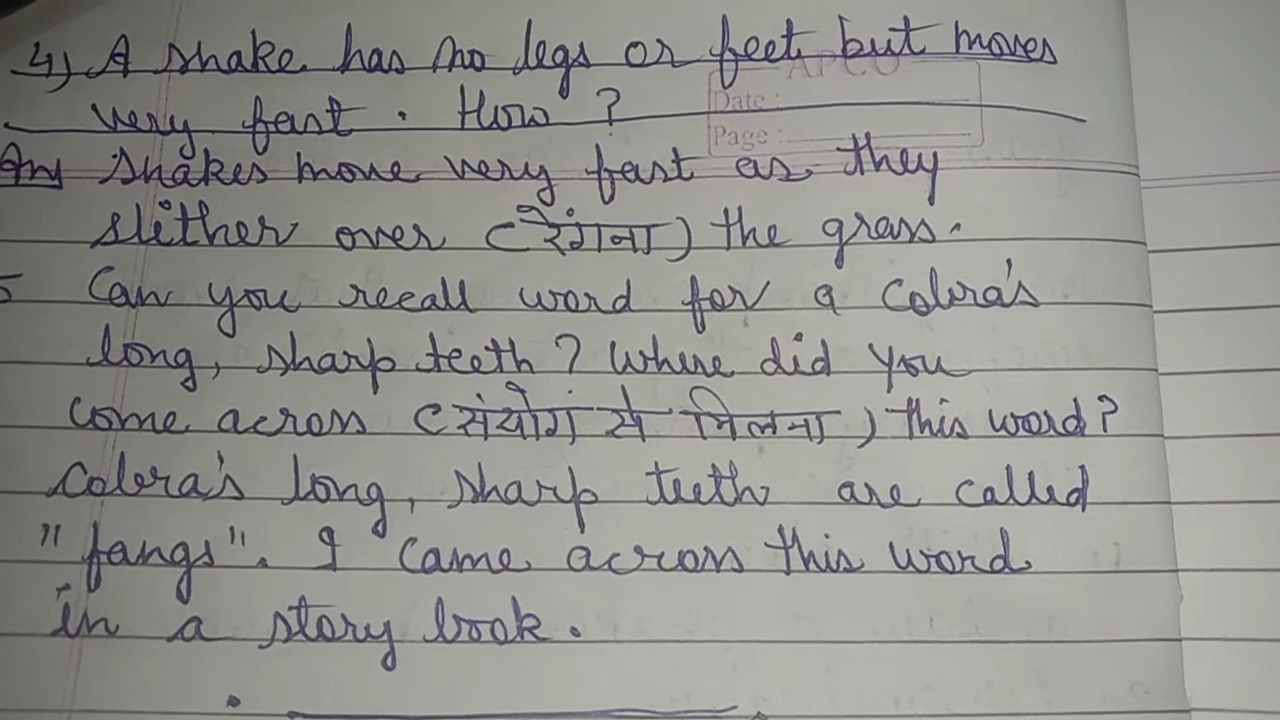 4) A snake has no legs or feet but moves
very fast. How?
Date :
Page :
Ans Snakes move very fast as they
slither over (रेंगना) the grass.
5 Can you recall word for a Cobra's
long, sharp teeth? Where did you
come across (संयोग से मिलना) this word?
Cobra's long, sharp teeth are called
"fangs". I came across this word
in a story book.